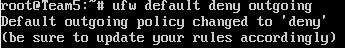 root@Team5:~# ufw default deny outgoing
Default outgoing policy changed to 'deny'
(be sure to update your rules accordingly)